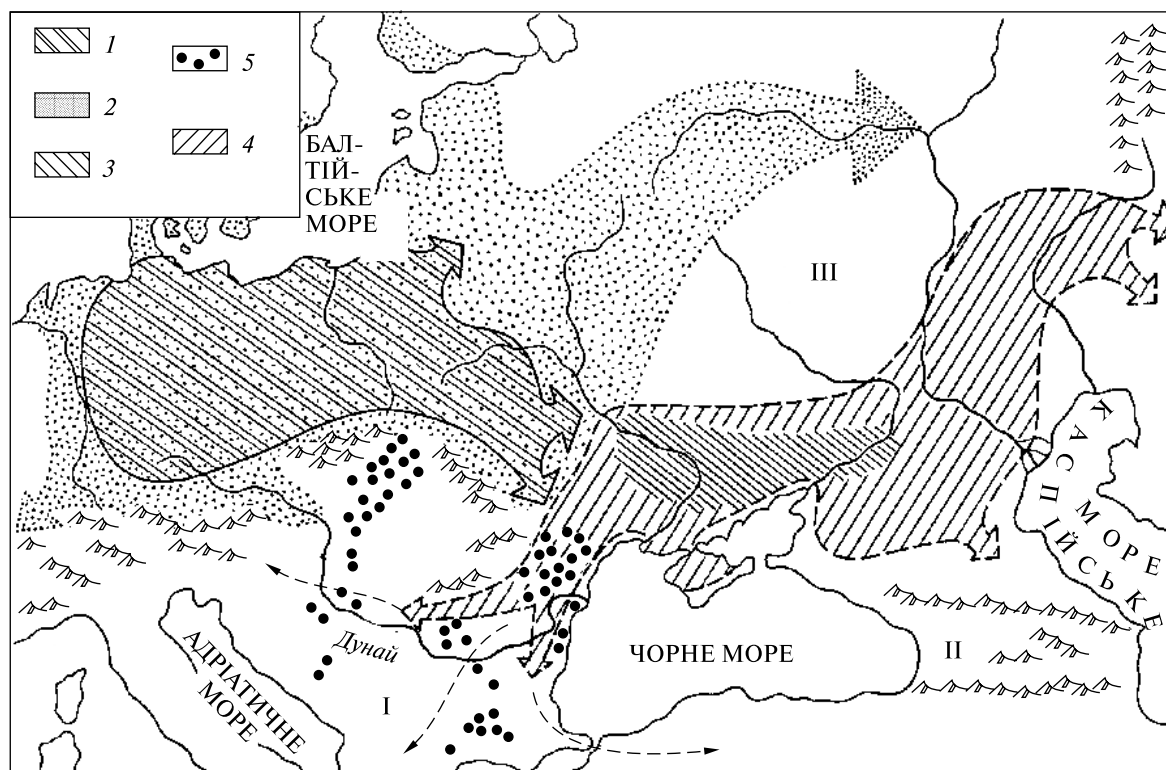 1
2
3
5
4
БАЛ-
ТІЙ-
СЬКЕ
МОРЕ
III
КАСПІЙСЬКЕ
МОРЕ
Дунай
АДРІАТИЧНЕ
МОРЕ
I
ЧОРНЕ МОРЕ
II